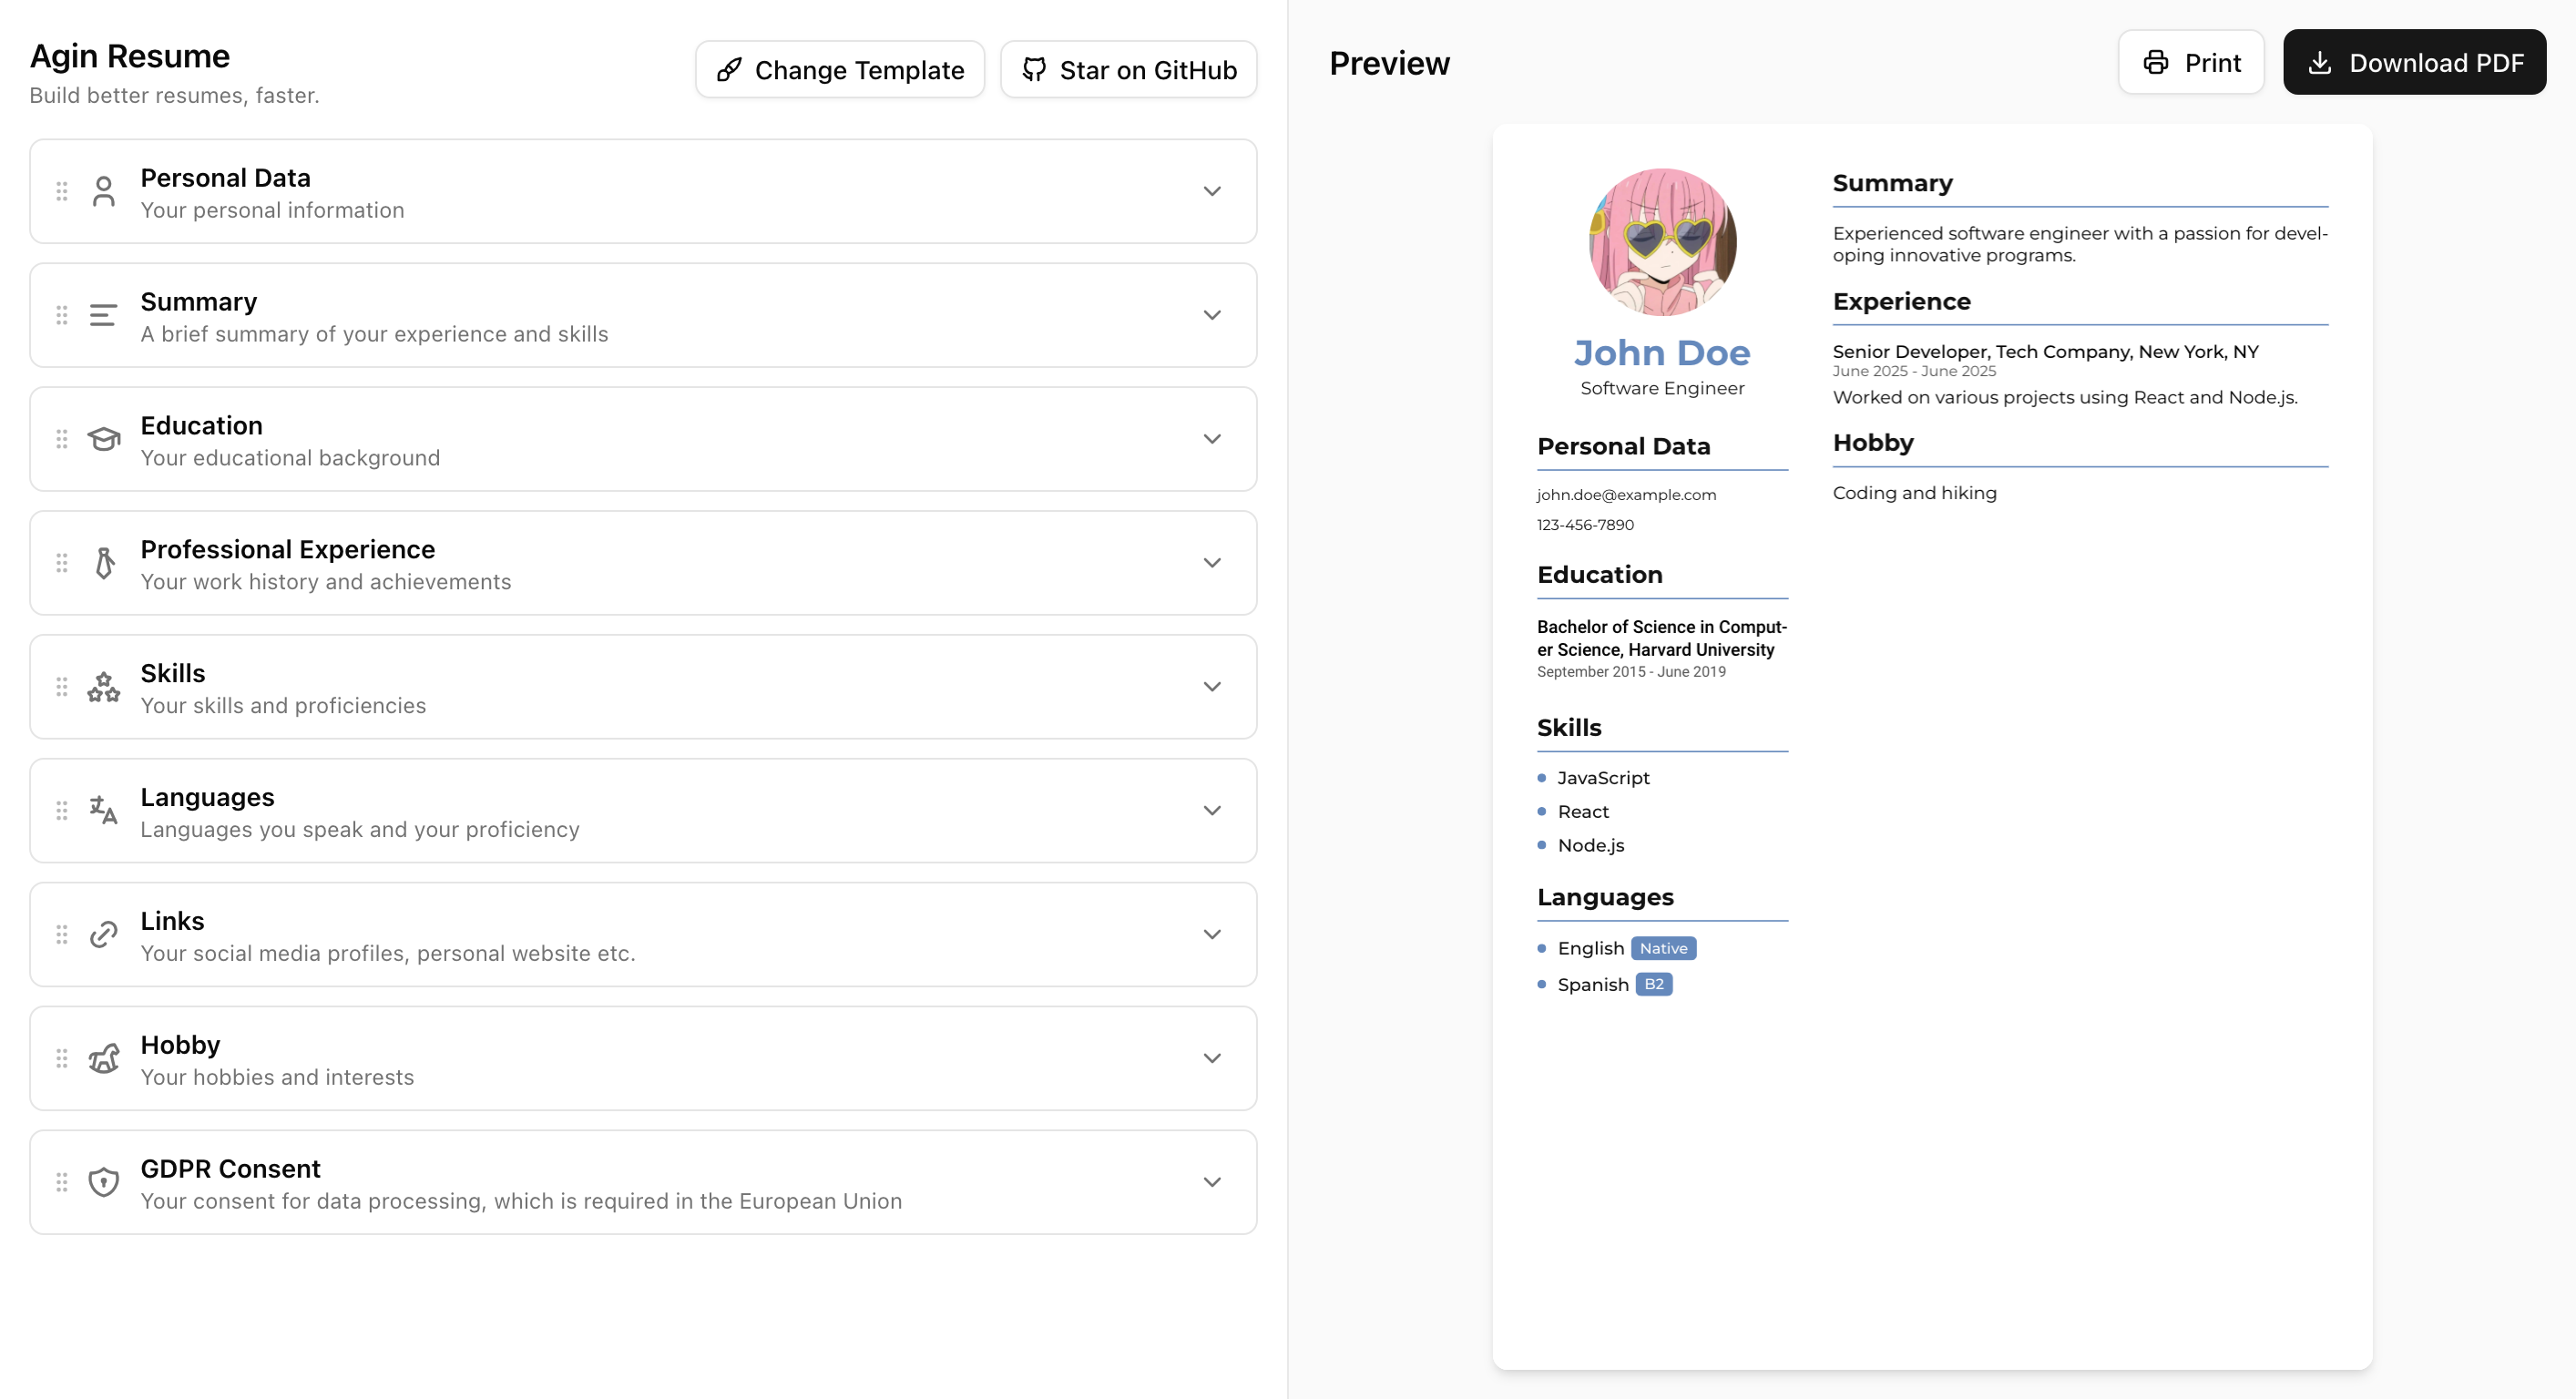 Agin Resume
Build better resumes, faster.
Change Template
Star on GitHub
Personal Data
Your personal information
Summary
A brief summary of your experience and skills
Education
Your educational background
Professional Experience
Your work history and achievements
Skills
Your skills and proficiencies
Languages
Languages you speak and your proficiency
Links
Your social media profiles, personal website etc.
Hobby
Your hobbies and interests
GDPR Consent
Your consent for data processing, which is required in the European Union
Preview
Print
Download PDF
John Doe
Software Engineer
Personal Data
john.doe@example.com
123-456-7890
Education
Bachelor of Science in Comput-
er Science, Harvard University
September 2015 - June 2019
Skills
JavaScript
React
Node.js
Languages
English Native
Spanish B2
Summary
Experienced software engineer with a passion for devel-
oping innovative programs.
Experience
Senior Developer, Tech Company, New York, NY
June 2025 - June 2025
Worked on various projects using React and Node.js.
Hobby
Coding and hiking